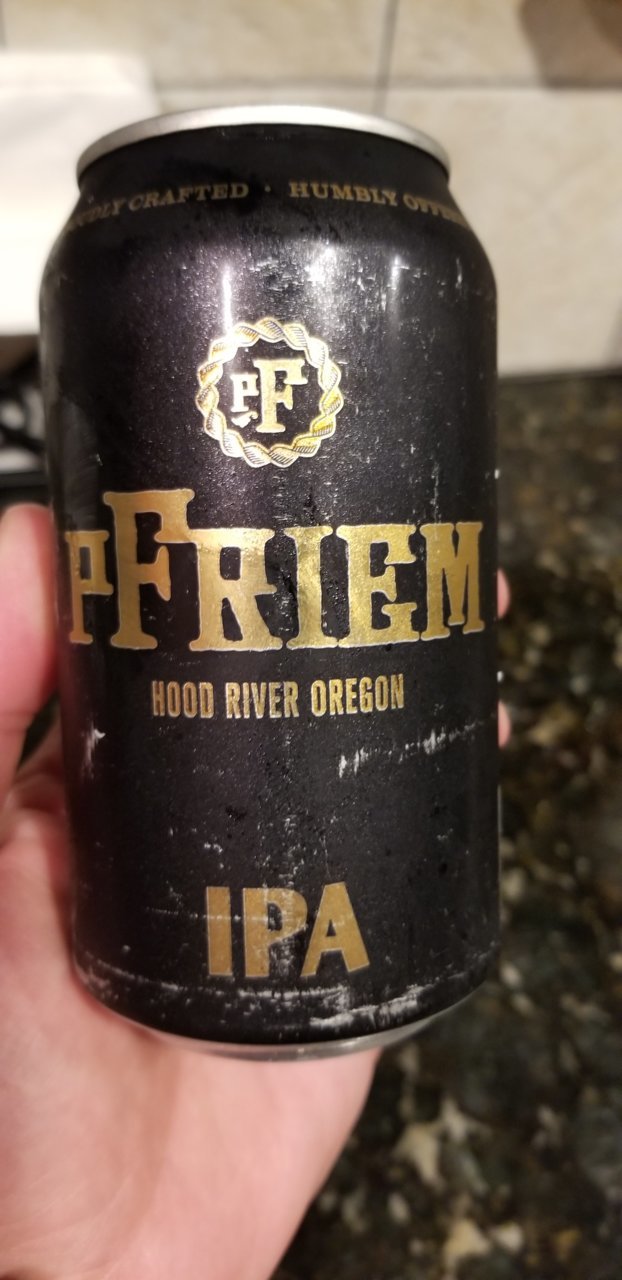 CRAFTED · HUMBLY
PF
PFRIEM
HOOD RIVER OREGON
IPA